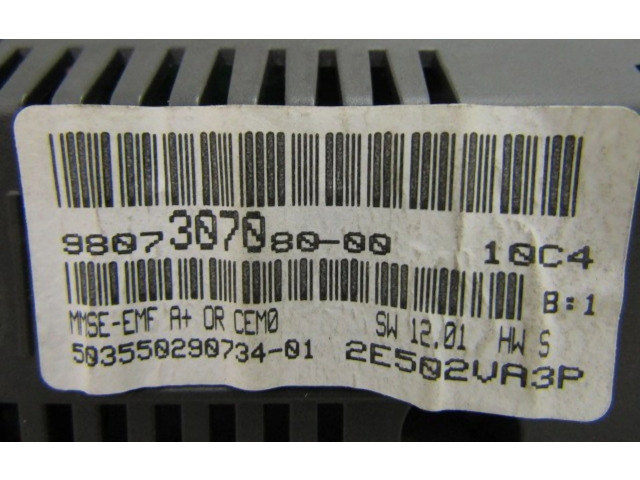 9807307080-00 10C4
B:1
MMSE-EMF A+ OR CEM0 SW 12.01 HW S
503550290734-01 2E502VA3P